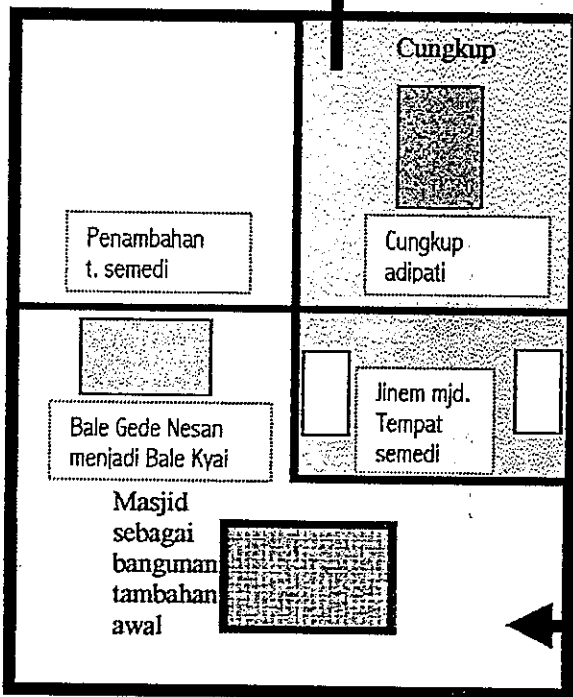 Cungkup
Penambahan
t. semedi
Cungkup
adipati
Bale Gede Nesan
menjadi Bale Kyai
Jinem mjd.
Tempat
semedi
Masjid
sebagai
bangunan
tambahan
awal